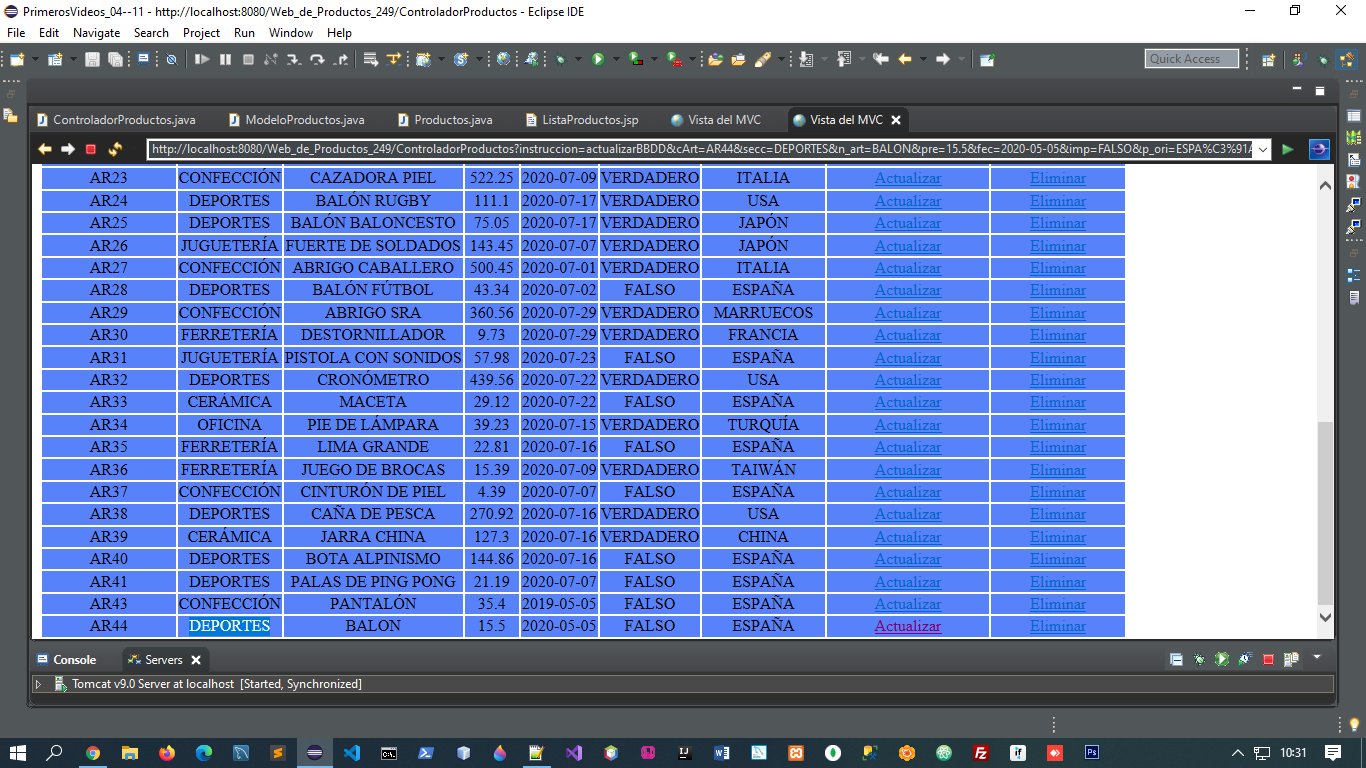 PrimerosVideos_04--11 - http://localhost:8080/Web_de_Productos_249/ControladorProductos - Eclipse IDE
File Edit Navigate Search Project Run Window Help
Quick Access
ControladorProductos.java ModeloProductos.java Productos.java ListaProductos.jsp Vista del MVC Vista del MVC
http://localhost:8080/Web_de_Productos_249/ControladorProductos?instruccion=actualizarBBDD&cArt=AR44&secc=DEPORTES&n_art=BALON&pre=15.5&fec=2020-05-05&imp=FALSO&p_ori=ESPA%C3%91A
AR23 CONFECCIÓN CAZADORA PIEL 522.25 2020-07-09 VERDADERO ITALIA Actualizar Eliminar
AR24 DEPORTES BALÓN RUGBY 111.1 2020-07-17 VERDADERO USA Actualizar Eliminar
AR25 DEPORTES BALÓN BALONCESTO 75.05 2020-07-17 VERDADERO JAPÓN Actualizar Eliminar
AR26 JUGUETERÍA FUERTE DE SOLDADOS 143.45 2020-07-07 VERDADERO JAPÓN Actualizar Eliminar
AR27 CONFECCIÓN ABRIGO CABALLERO 500.45 2020-07-01 VERDADERO ITALIA Actualizar Eliminar
AR28 DEPORTES BALÓN FÚTBOL 43.34 2020-07-02 FALSO ESPAÑA Actualizar Eliminar
AR29 CONFECCIÓN ABRIGO SRA 360.56 2020-07-29 VERDADERO MARRUECOS Actualizar Eliminar
AR30 FERRETERÍA DESTORNILLADOR 9.73 2020-07-29 VERDADERO FRANCIA Actualizar Eliminar
AR31 JUGUETERÍA PISTOLA CON SONIDOS 57.98 2020-07-23 FALSO ESPAÑA Actualizar Eliminar
AR32 DEPORTES CRONÓMETRO 439.56 2020-07-22 VERDADERO USA Actualizar Eliminar
AR33 CERÁMICA MACETA 29.12 2020-07-22 FALSO ESPAÑA Actualizar Eliminar
AR34 OFICINA PIE DE LÁMPARA 39.23 2020-07-15 VERDADERO TURQUÍA Actualizar Eliminar
AR35 FERRETERÍA LIMA GRANDE 22.81 2020-07-16 FALSO ESPAÑA Actualizar Eliminar
AR36 FERRETERÍA JUEGO DE BROCAS 15.39 2020-07-09 VERDADERO TAIWÁN Actualizar Eliminar
AR37 CONFECCIÓN CINTURÓN DE PIEL 4.39 2020-07-07 FALSO ESPAÑA Actualizar Eliminar
AR38 DEPORTES CAÑA DE PESCA 270.92 2020-07-16 VERDADERO USA Actualizar Eliminar
AR39 CERÁMICA JARRA CHINA 127.3 2020-07-16 VERDADERO CHINA Actualizar Eliminar
AR40 DEPORTES BOTA ALPINISMO 144.86 2020-07-16 FALSO ESPAÑA Actualizar Eliminar
AR41 DEPORTES PALAS DE PING PONG 21.19 2020-07-07 FALSO ESPAÑA Actualizar Eliminar
AR43 CONFECCIÓN PANTALÓN 35.4 2019-05-05 FALSO ESPAÑA Actualizar Eliminar
AR44 DEPORTES BALON 15.5 2020-05-05 FALSO ESPAÑA Actualizar Eliminar
Console Servers
Tomcat v9.0 Server at localhost [Started, Synchronized]
10:31